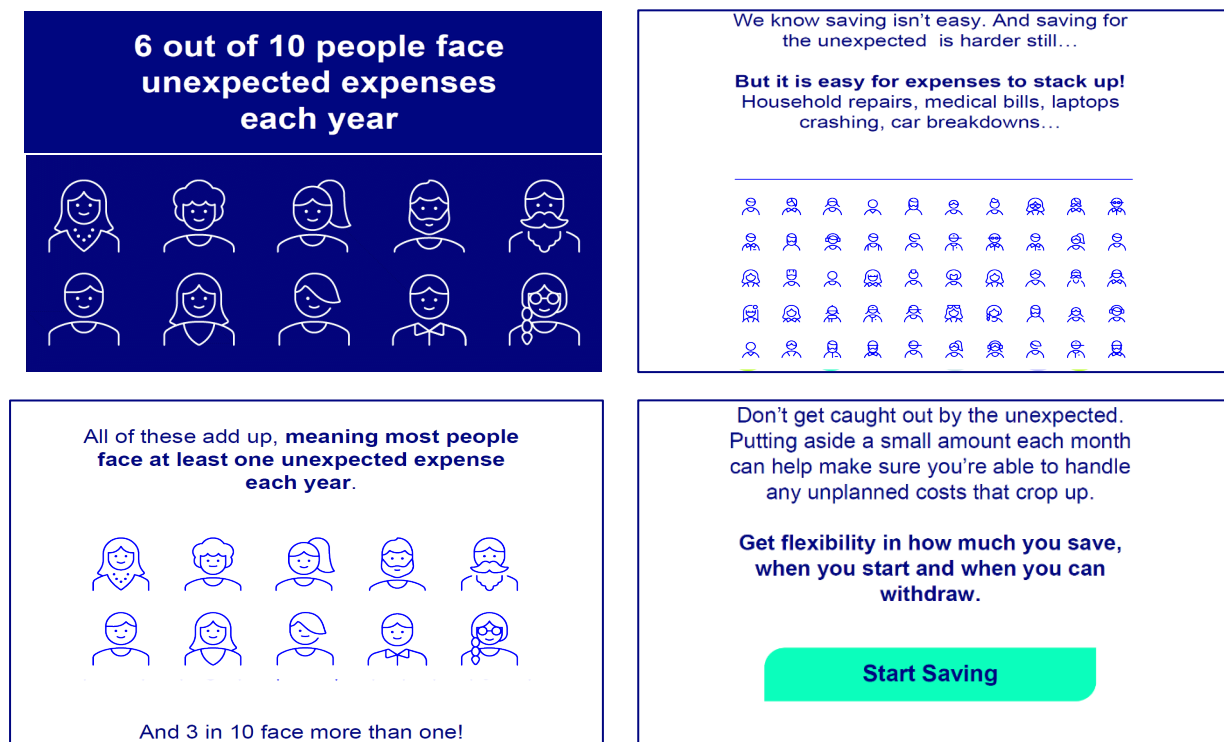 6 out of 10 people face
unexpected expenses
each year
We know saving isn't easy. And saving for
the unexpected  is harder still…
But it is easy for expenses to stack up!
Household repairs, medical bills, laptops
crashing, car breakdowns…
All of these add up, meaning most people
face at least one unexpected expense
each year.
And 3 in 10 face more than one!
Don't get caught out by the unexpected.
Putting aside a small amount each month
can help make sure you're able to handle
any unplanned costs that crop up.
Get flexibility in how much you save,
when you start and when you can
withdraw.
Start Saving